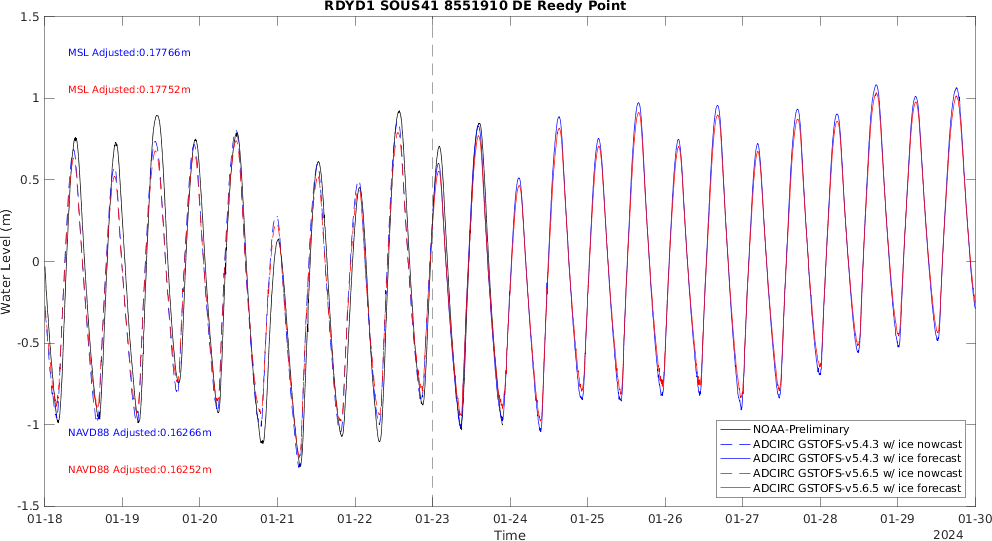 RDYD1 SOUS41 8551910 DE Reedy Point
1.5
1
0.5
0
-0.5
-1
-1.5
Water Level (m)
MSL Adjusted:0.17766m
MSL Adjusted:0.17752m
NAVD88 Adjusted:0.16266m
NAVD88 Adjusted:0.16252m
NOAA-Preliminary
ADCIRC GSTOFS-v5.4.3 w/ ice nowcast
ADCIRC GSTOFS-v5.4.3 w/ ice forecast
ADCIRC GSTOFS-v5.6.5 w/ ice nowcast
ADCIRC GSTOFS-v5.6.5 w/ ice forecast
01-18 01-19 01-20 01-21 01-22 01-23 01-24 01-25 01-26 01-27 01-28 01-29 01-30
Time
2024